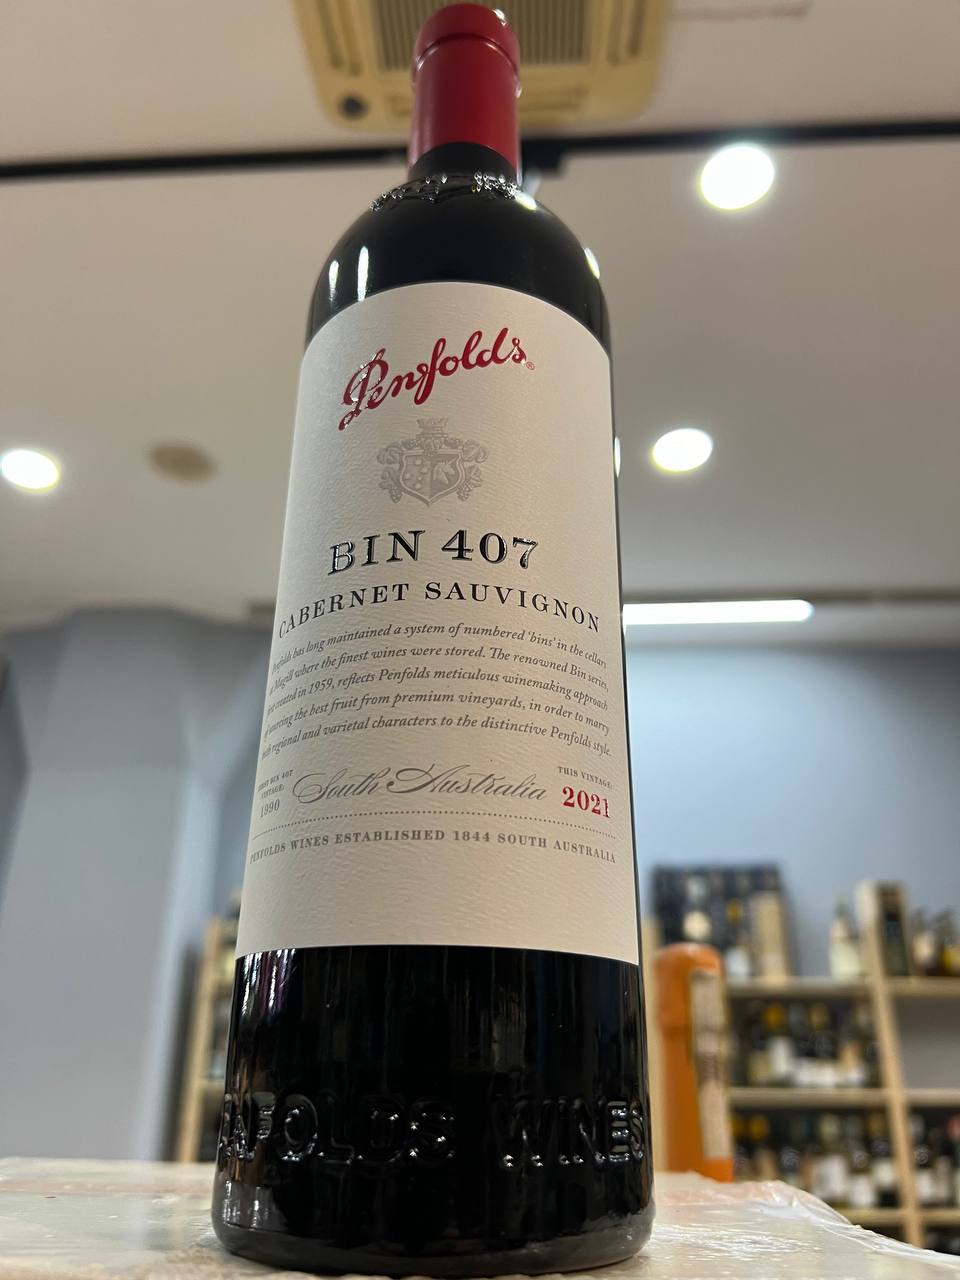 Penfolds®
BIN 407
CABERNET SAUVIGNON
Penfolds has long maintained a system of numbered 'bins' in the cellars
at Magill where the finest wines were stored. The renowned Bin series,
first created in 1959, reflects Penfolds meticulous winemaking approach
of sourcing the best fruit from premium vineyards, in order to marry
both regional and varietal characters to the distinctive Penfolds style.
FIRST BIN 407
VINTAGE:
1990
South Australia
THIS VINTAGE:
2021
PENFOLDS WINES ESTABLISHED 1844 SOUTH AUSTRALIA
PENFOLDS WINES